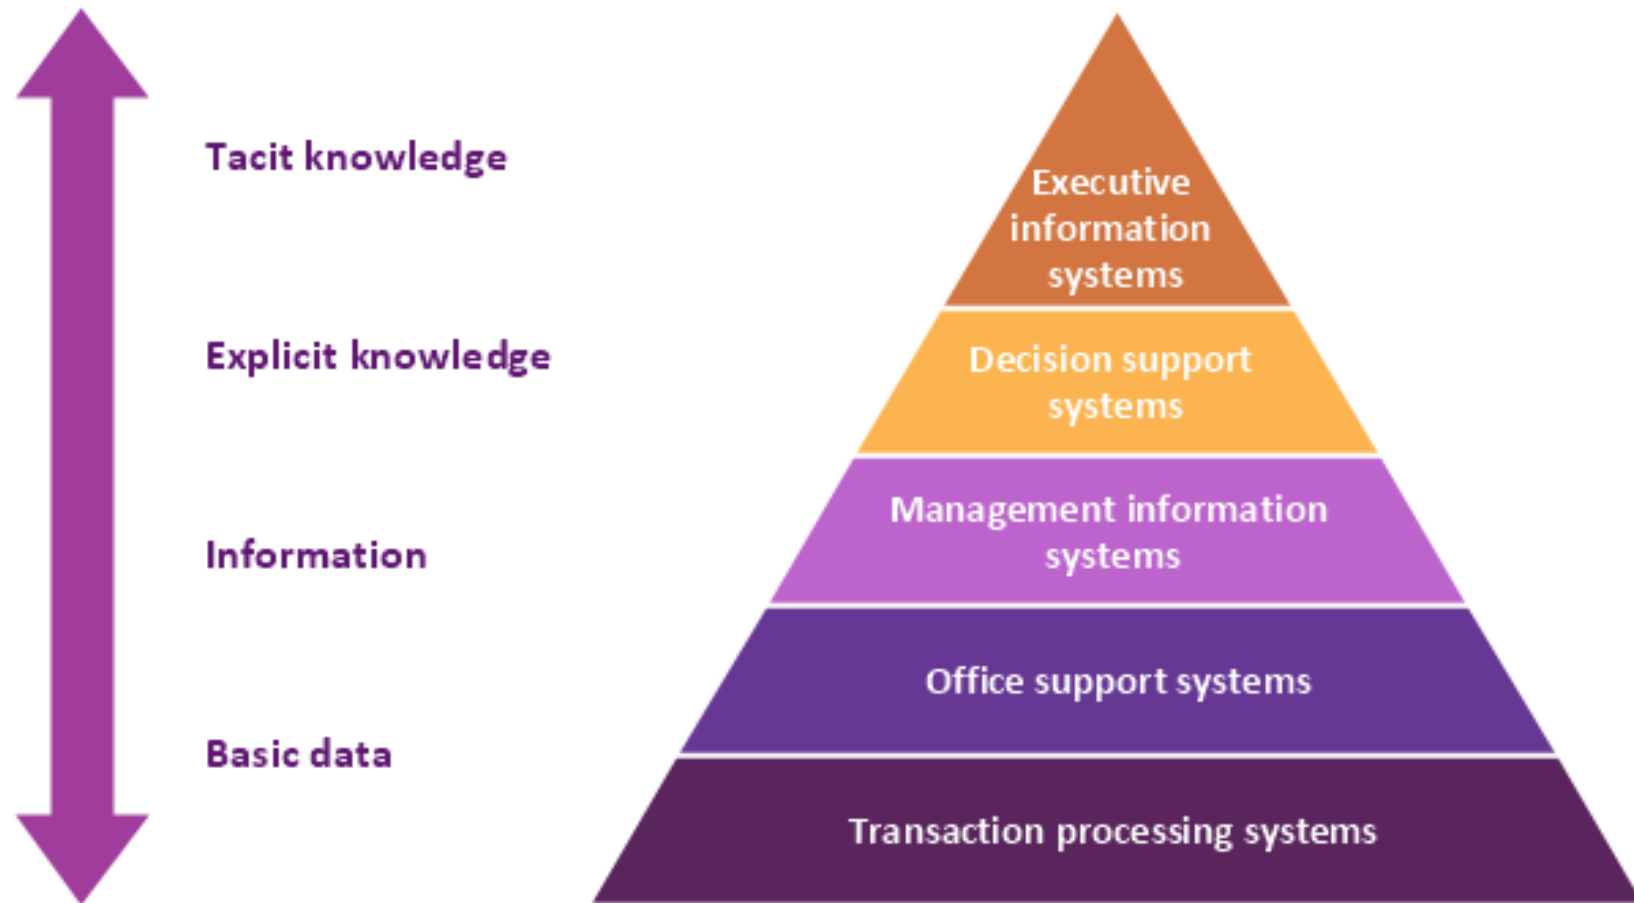 Tacit knowledge
Explicit knowledge
Information
Basic data
Executive
information
systems
Decision support
systems
Management information
systems
Office support systems
Transaction processing systems